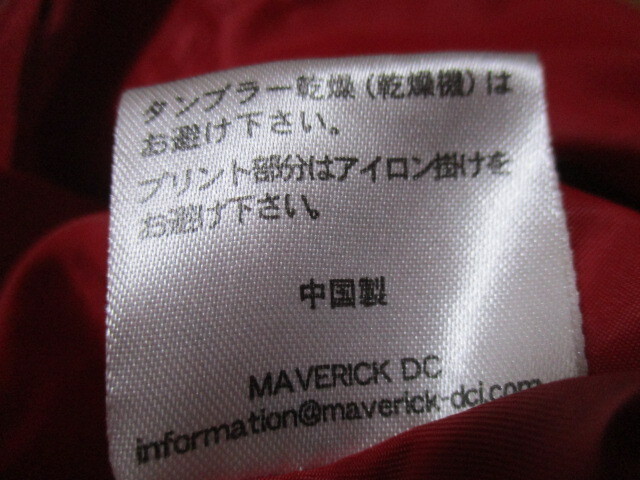 タンブラー乾燥（乾燥機）は
お避け下さい。
プリント部分はアイロン掛けを
お避け下さい。
中国製
MAVERICK DC
information@maverick-dci.com